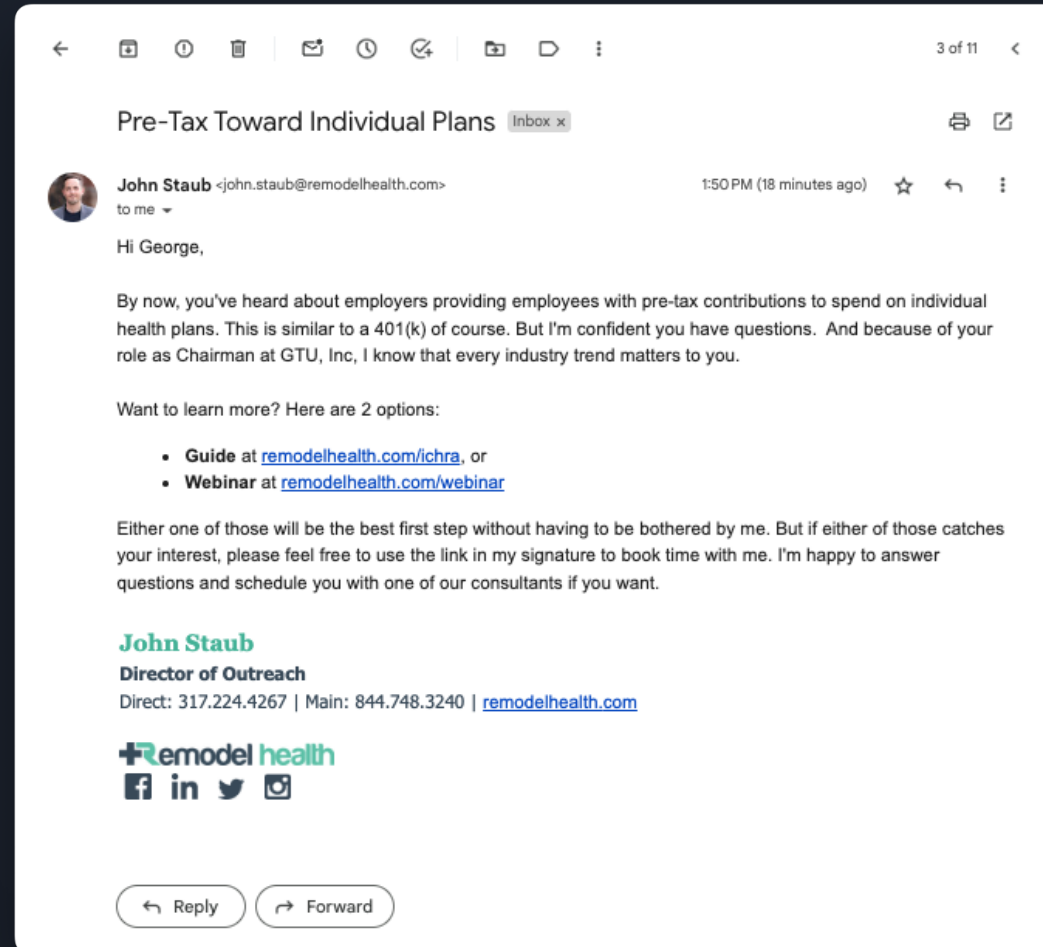 3 of 11
Pre-Tax Toward Individual Plans Inbox x
John Staub <john.staub@remodelhealth.com> 1:50 PM (18 minutes ago)
to me
Hi George,
By now, you've heard about employers providing employees with pre-tax contributions to spend on individual
health plans. This is similar to a 401(k) of course. But I'm confident you have questions.  And because of your
role as Chairman at GTU, Inc, I know that every industry trend matters to you.
Want to learn more? Here are 2 options:
• Guide at remodelhealth.com/ichra, or
• Webinar at remodelhealth.com/webinar
Either one of those will be the best first step without having to be bothered by me. But if either of those catches
your interest, please feel free to use the link in my signature to book time with me. I'm happy to answer
questions and schedule you with one of our consultants if you want.
John Staub
Director of Outreach
Direct: 317.224.4267 | Main: 844.748.3240 | remodelhealth.com
Remodel health
Reply Forward